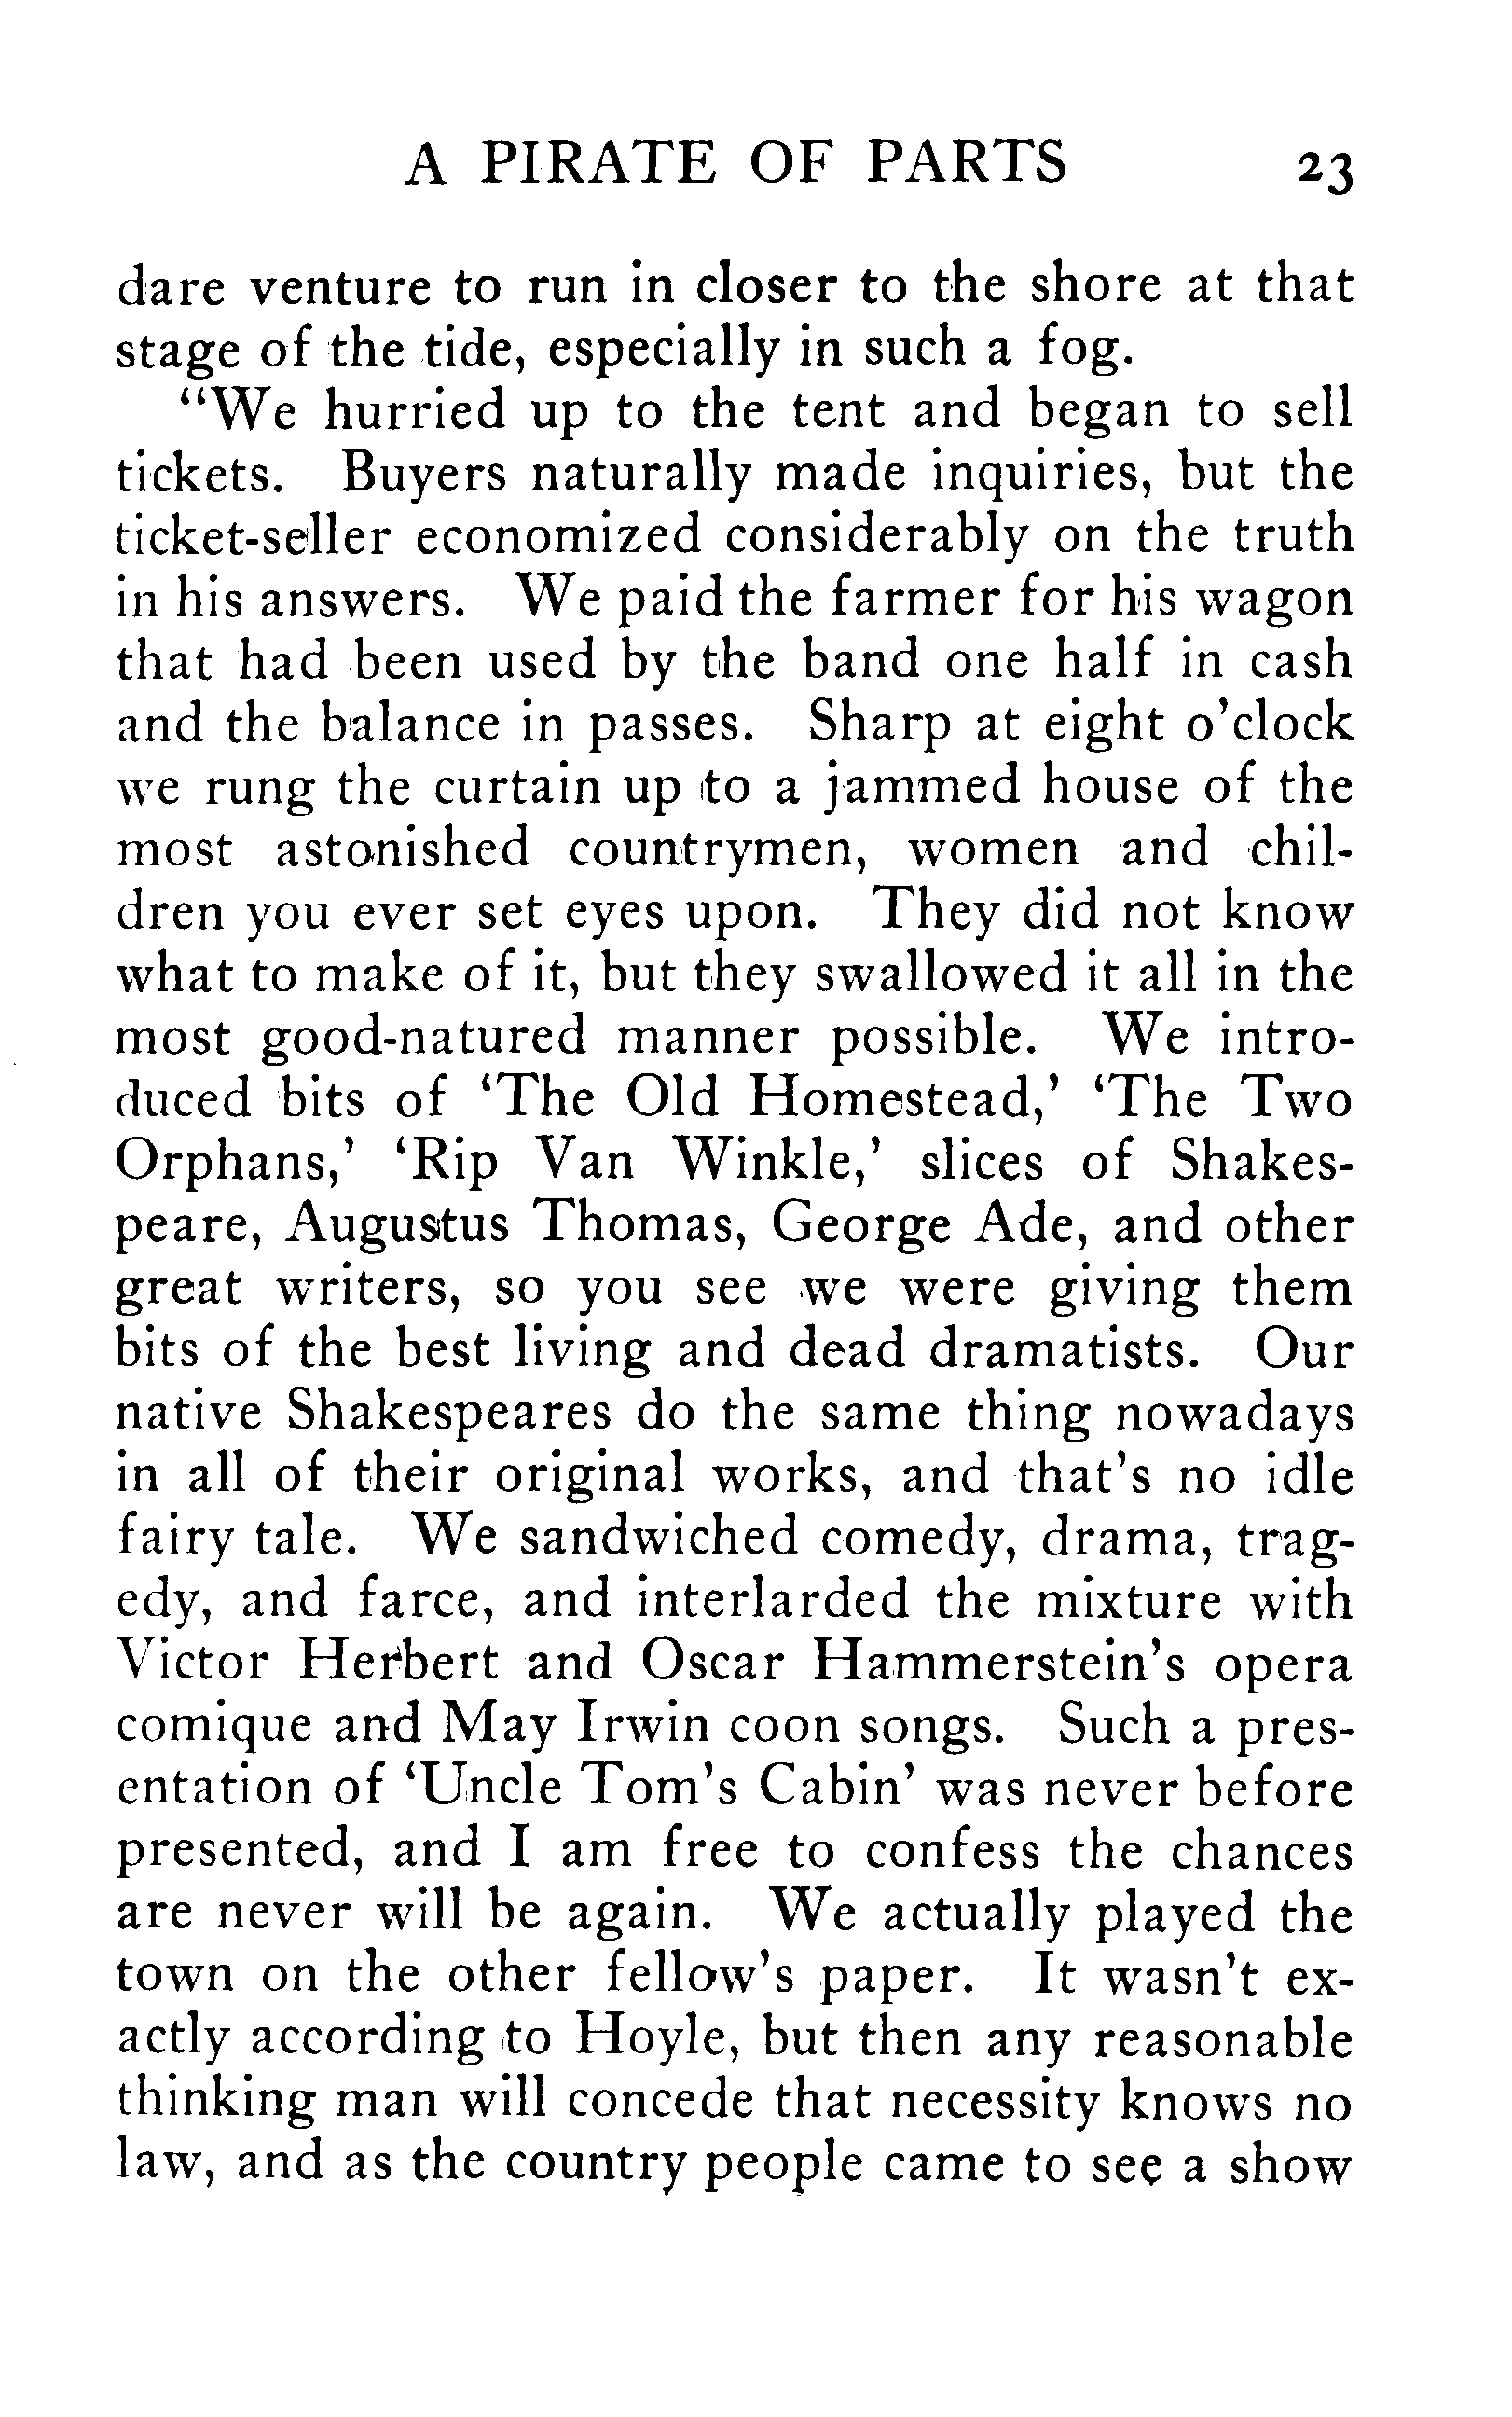 A PIRATE OF PARTS 23
dare venture to run in closer to the shore at that
stage of the tide, especially in such a fog.
"We hurried up to the tent and began to sell
tickets. Buyers naturally made inquiries, but the
ticket-seller economized considerably on the truth
in his answers. We paid the farmer for his wagon
that had been used by the band one half in cash
and the balance in passes. Sharp at eight o'clock
we rung the curtain up to a jammed house of the
most astonished countrymen, women and chil-
dren you ever set eyes upon. They did not know
what to make of it, but they swallowed it all in the
most good-natured manner possible. We intro-
duced bits of 'The Old Homestead,' 'The Two
Orphans,' 'Rip Van Winkle,' slices of Shakes-
peare, Augustus Thomas, George Ade, and other
great writers, so you see we were giving them
bits of the best living and dead dramatists. Our
native Shakespeares do the same thing nowadays
in all of their original works, and that's no idle
fairy tale. We sandwiched comedy, drama, trag-
edy, and farce, and interlarded the mixture with
Victor Herbert and Oscar Hammerstein's opera
comique and May Irwin coon songs. Such a pres-
entation of 'Uncle Tom's Cabin' was never before
presented, and I am free to confess the chances
are never will be again. We actually played the
town on the other fellow's paper. It wasn't ex-
actly according to Hoyle, but then any reasonable
thinking man will concede that necessity knows no
law, and as the country people came to see a show